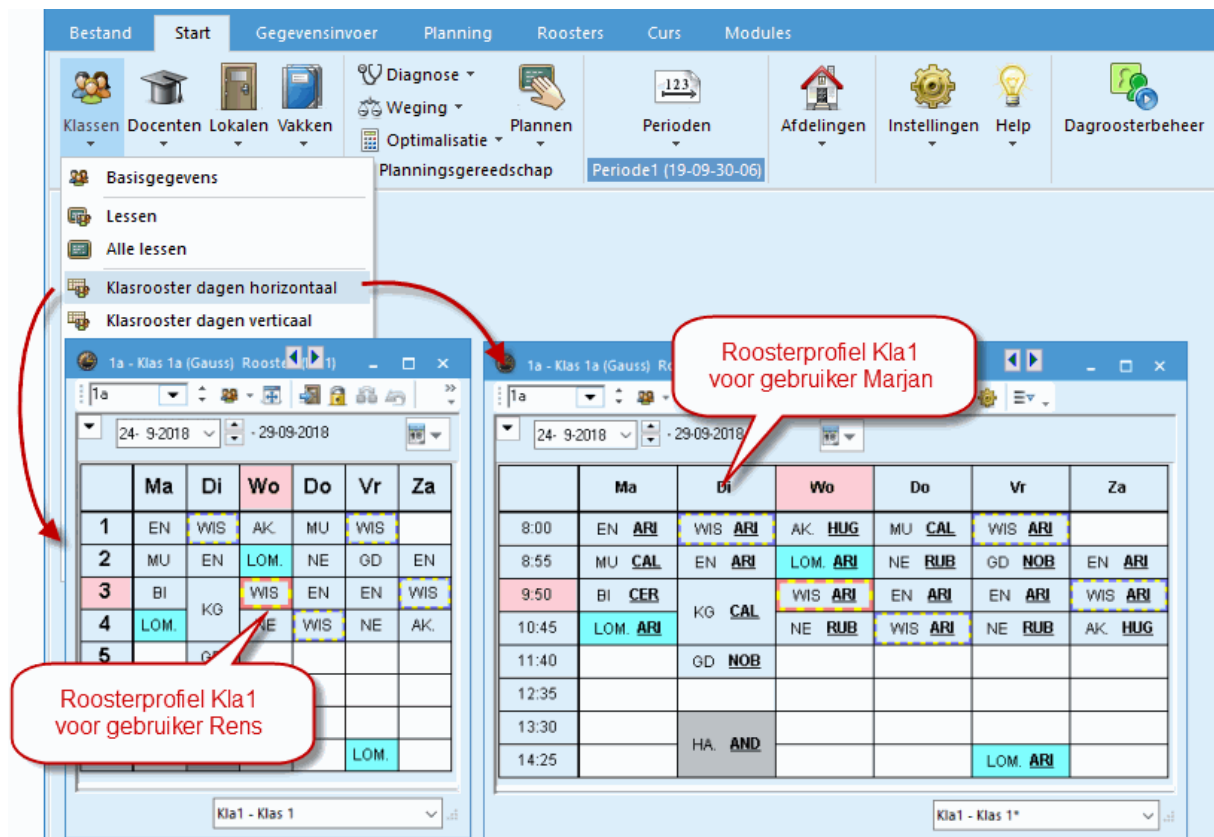 Bestand Start Gegevensinvoer Planning Roosters Curs Modules
Klassen Docenten Lokalen Vakken
Diagnose
Weging
Optimalisatie
Plannen
Planningsgereedschap
123
Perioden
Periode1 (19-09-30-06)
Afdelingen
Instellingen
Help
Dagroosterbeheer
Basisgegevens
Lessen
Alle lessen
Klasrooster dagen horizontaal
Klasrooster dagen verticaal
1a - Klas 1a (Gauss) Rooste 1)
1a
24- 9-2018 - 29-09-2018
Ma Di Wo Do Vr Za
1 EN WIS AK. MU WIS
2 MU EN LOM. NE GD EN
3 BI KG WIS EN EN WIS
4 LOM. NE WIS NE AK.
5
LOM.
Roosterprofiel Kla1
voor gebruiker Rens
Kla1 - Klas 1
1a - Klas 1a (Gauss)
Roosterprofiel Kla1
voor gebruiker Marjan
1a
24- 9-2018 - 29-09-2018
Ma Di Wo Do Vr Za
8:00 EN ARI WIS ARI AK. HUG MU CAL WIS ARI
8:55 MU CAL EN ARI LOM. ARI NE RUB GD NOB EN ARI
9:50 BI CER KG CAL WIS ARI EN ARI EN ARI WIS ARI
10:45 LOM. ARI NE RUB WIS ARI NE RUB AK. HUG
11:40 GD NOB
12:35
13:30 HA. AND
14:25 LOM. ARI
Kla1 - Klas 1*